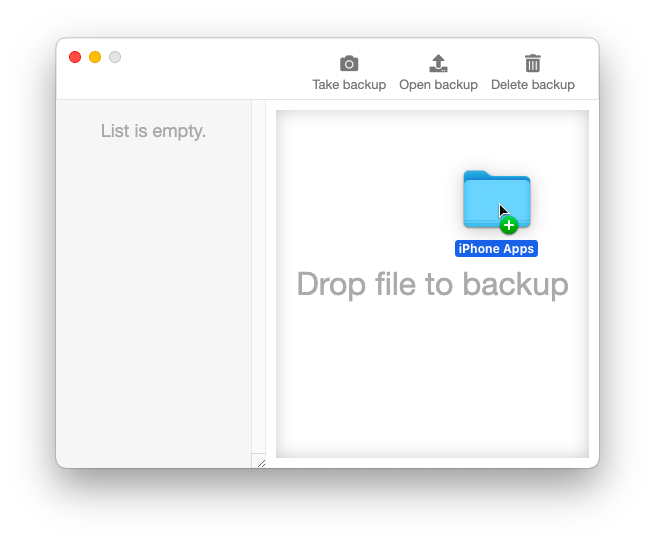 Take backup
Open backup
Delete backup
List is empty.
iPhone Apps
Drop file to backup